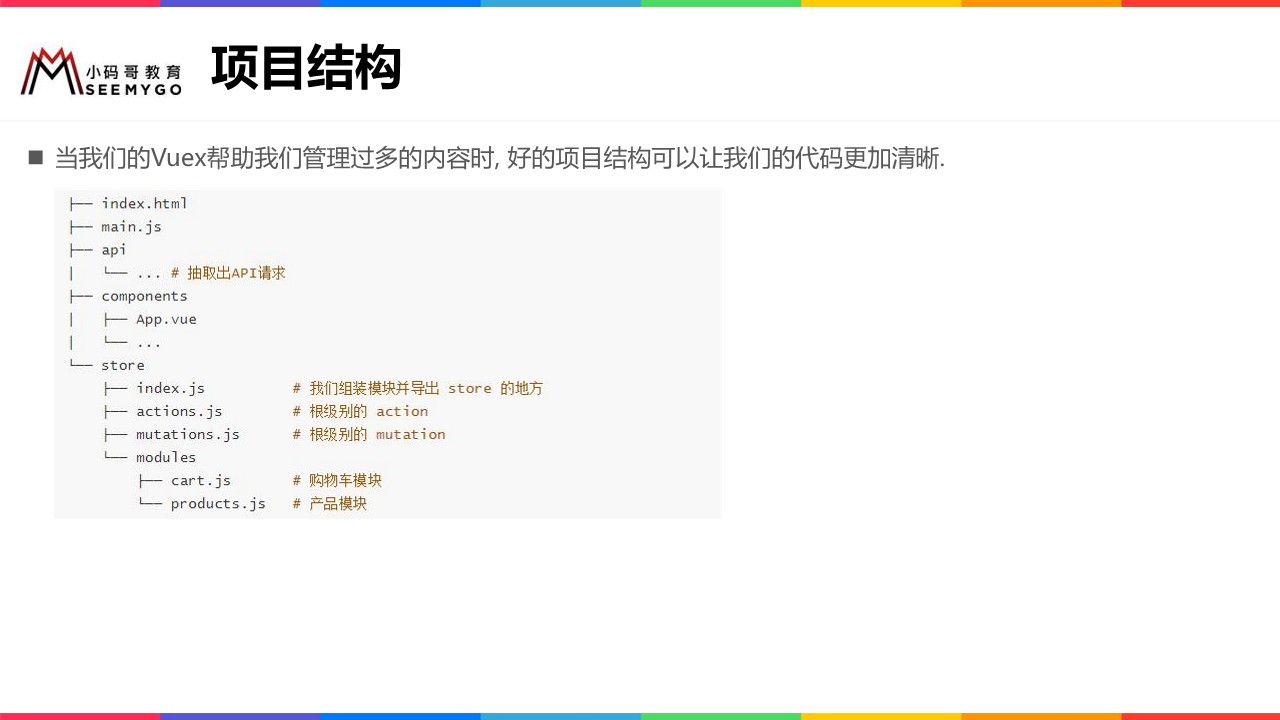 小码哥教育
SEEMYGO
项目结构
■ 当我们的Vuex帮助我们管理过多的内容时, 好的项目结构可以让我们的代码更加清晰.
├── index.html
├── main.js
├── api
│   └── ... # 抽取出API请求
├── components
│   ├── App.vue
│   └── ...
└── store
    ├── index.js          # 我们组装模块并导出 store 的地方
    ├── actions.js        # 根级别的 action
    ├── mutations.js      # 根级别的 mutation
    └── modules
        ├── cart.js       # 购物车模块
        └── products.js   # 产品模块